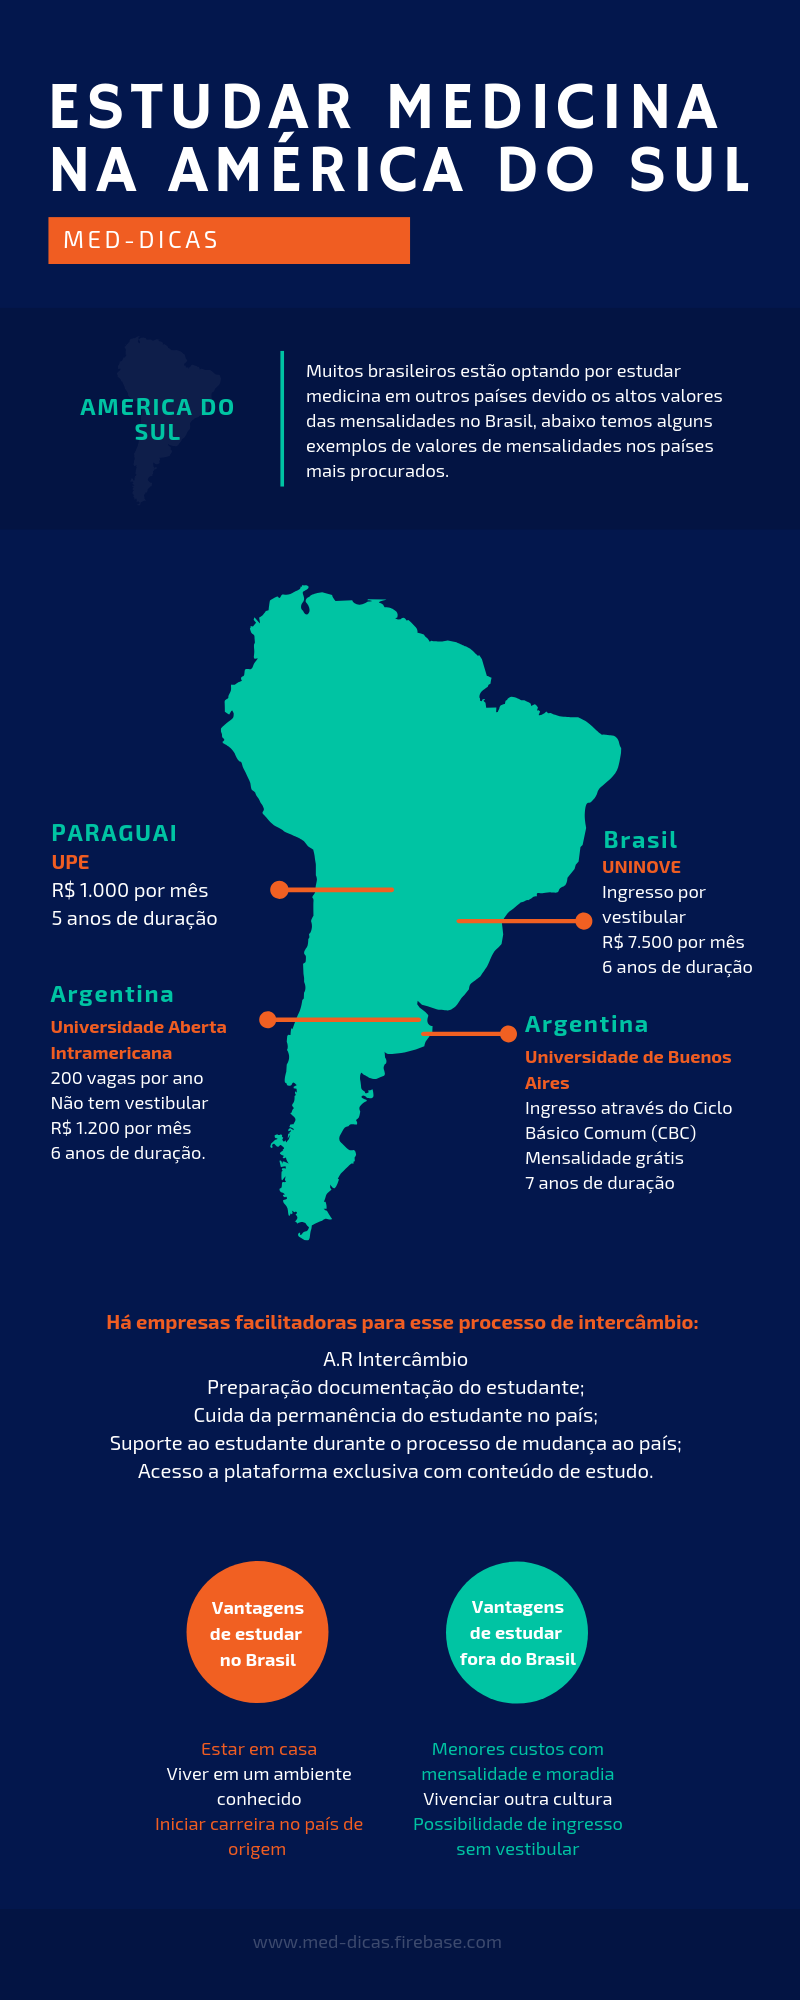 ESTUDAR MEDICINA
NA AMÉRICA DO SUL
MED-DICAS
AMERICA DO
SUL
Muitos brasileiros estão optando por estudar
medicina em outros países devido os altos valores
das mensalidades no Brasil, abaixo temos alguns
exemplos de valores de mensalidades nos países
mais procurados.
PARAGUAI
UPE
R$ 1.000 por mês
5 anos de duração
Brasil
UNINOVE
Ingresso por
vestibular
R$ 7.500 por mês
6 anos de duração
Argentina
Universidade Aberta
Intramericana
200 vagas por ano
Não tem vestibular
R$ 1.200 por mês
6 anos de duração.
Argentina
Universidade de Buenos
Aires
Ingresso através do Ciclo
Básico Comum (CBC)
Mensalidade grátis
7 anos de duração
Há empresas facilitadoras para esse processo de intercâmbio:
A.R Intercâmbio
Preparação documentação do estudante;
Cuida da permanência do estudante no país;
Suporte ao estudante durante o processo de mudança ao país;
Acesso a plataforma exclusiva com conteúdo de estudo.
Vantagens
de estudar
no Brasil
Vantagens
de estudar
fora do Brasil
Estar em casa
Viver em um ambiente
conhecido
Iniciar carreira no país de
origem
Menores custos com
mensalidade e moradia
Vivenciar outra cultura
Possibilidade de ingresso
sem vestibular
www.med-dicas.firebase.com